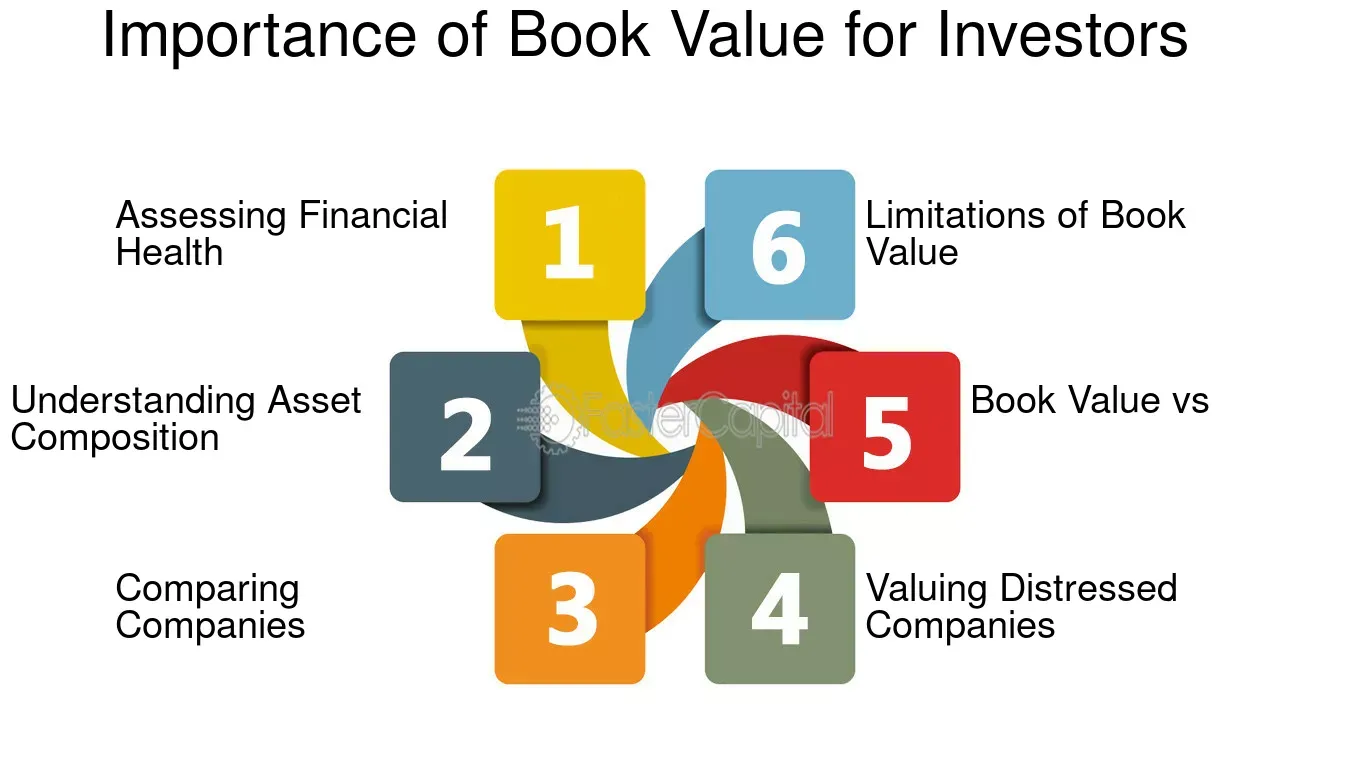 Importance of Book Value for Investors
1
Assessing Financial
Health
2
Understanding Asset
Composition
3
Comparing
Companies
4
Valuing Distressed
Companies
5
Book Value vs
6
Limitations of Book
Value
FasterCapital